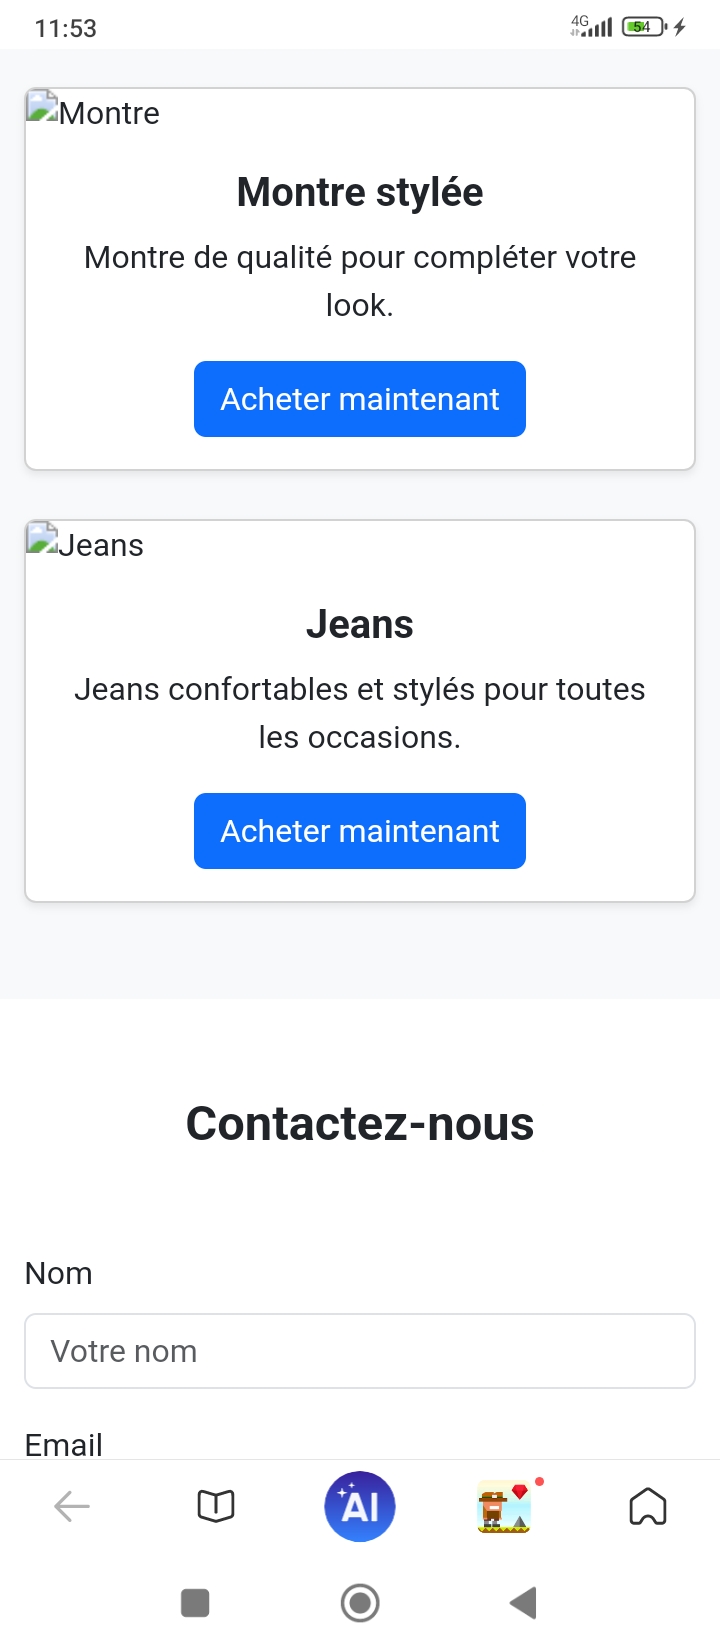 11:53
4G
54
Montre
Montre stylée
Montre de qualité pour compléter votre
look.
Acheter maintenant
Jeans
Jeans
Jeans confortables et stylés pour toutes
les occasions.
Acheter maintenant
Contactez-nous
Nom
Votre nom
Email
AI